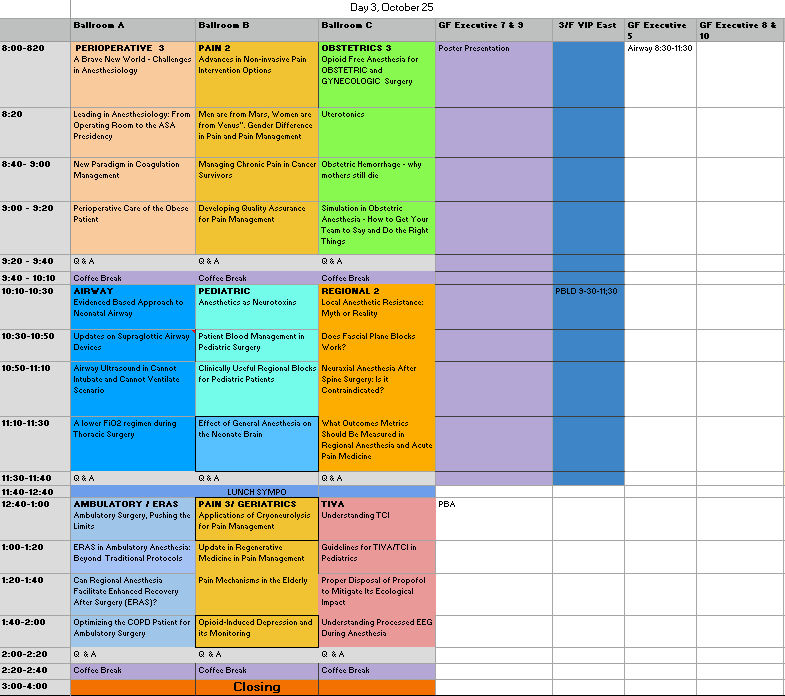 Day 3, October 25
Ballroom A Ballroom B Ballroom C GF Executive 7 & 9 3/F VIP East GF Executive 5 GF Executive 8 & 10
8:00-820
PERIOPERATIVE 3
A Brave New World - Challenges
in Anesthesiology
PAIN 2
Advances in Non-invasive Pain
Intervention Options
OBSTETRICS 3
Opioid Free Anesthesia for
OBSTETRIC and
GYNECOLOGIC Surgery
Poster Presentation
Airway 8:30-11:30
8:20
Leading in Anesthesiology: From
Operating Room to the ASA
Presidency
Men are from Mars, Women are
from Venus". Gender Difference
in Pain and Pain Management
Uterotonics
8:40- 9:00
New Paradigm in Coagulation
Management
Managing Chronic Pain in Cancer
Survivors
Obstetric Hemorrhage - why
mothers still die
9:00 - 9:20
Perioperative Care of the Obese
Patient
Developing Quality Assurance
for Pain Management
Simulation in Obstetric
Anesthesia - How to Get Your
Team to Say and Do the Right
Things
9:20 - 9:40
Q & A Q & A Q & A
9:40 - 10:10
Coffee Break Coffee Break Coffee Break
10:10-10:30
AIRWAY
Evidenced Based Approach to
Neonatal Airway
PEDIATRIC
Anesthetics as Neurotoxins
REGIONAL 2
Local Anesthetic Resistance:
Myth or Reality
PBLD 9-30-11;30
10:30-10:50
Updates on Supraglottic Airway
Devices
Patient Blood Management in
Pediatric Surgery
Does Fascial Plane Blocks
Work?
10:50-11:10
Airway Ultrasound in Cannot
Intubate and Cannot Ventilate
Scenario
Clinically Useful Regional Blocks
for Pediatric Patients
Neuraxial Anesthesia After
Spine Surgery: Is it
Contraindicated?
11:10-11:30
A lower FiO2 regimen during
Thoracic Surgery
Effect of General Anesthesia on
the Neonate Brain
What Outcomes Metrics
Should Be Measured in
Regional Anesthesia and Acute
Pain Medicine
11:30-11:40
Q & A Q & A Q & A
11:40-12:40
LUNCH SYMPO
12:40-1:00
AMBULATORY / ERAS
Ambulatory Surgery, Pushing the
Limits
PAIN 3/ GERIATRICS
Applications of Cryoneurolysis
for Pain Management
TIVA
Understanding TCI
PBA
1:00-1:20
ERAS in Ambulatory Anesthesia:
Beyond Traditional Protocols
Update in Regenerative
Medicine in Pain Management
Guidelines for TIVA/TCI in
Pediatrics
1:20-1:40
Can Regional Anesthesia
Facilitate Enhanced Recovery
After Surgery (ERAS)?
Pain Mechanisms in the Elderly
Proper Disposal of Propofol
to Mitigate Its Ecological
Impact
1:40-2:00
Optimizing the COPD Patient for
Ambulatory Surgery
Opioid-Induced Depression and
its Monitoring
Understanding Processed EEG
During Anesthesia
2:00-2:20
Q & A Q & A Q & A
2:20-2:40
Coffee Break Coffee Break Coffee Break
3:00-4:00
Closing